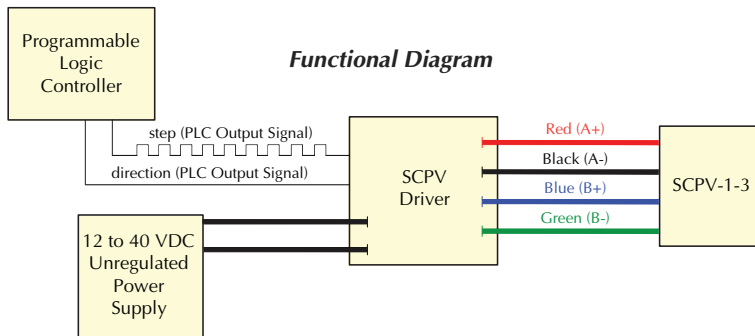 Programmable
Logic
Controller
Functional Diagram
step (PLC Output Signal)
direction (PLC Output Signal)
SCPV
Driver
Red (A+)
Black (A-)
Blue (B+)
Green (B-)
SCPV-1-3
12 to 40 VDC
Unregulated
Power
Supply